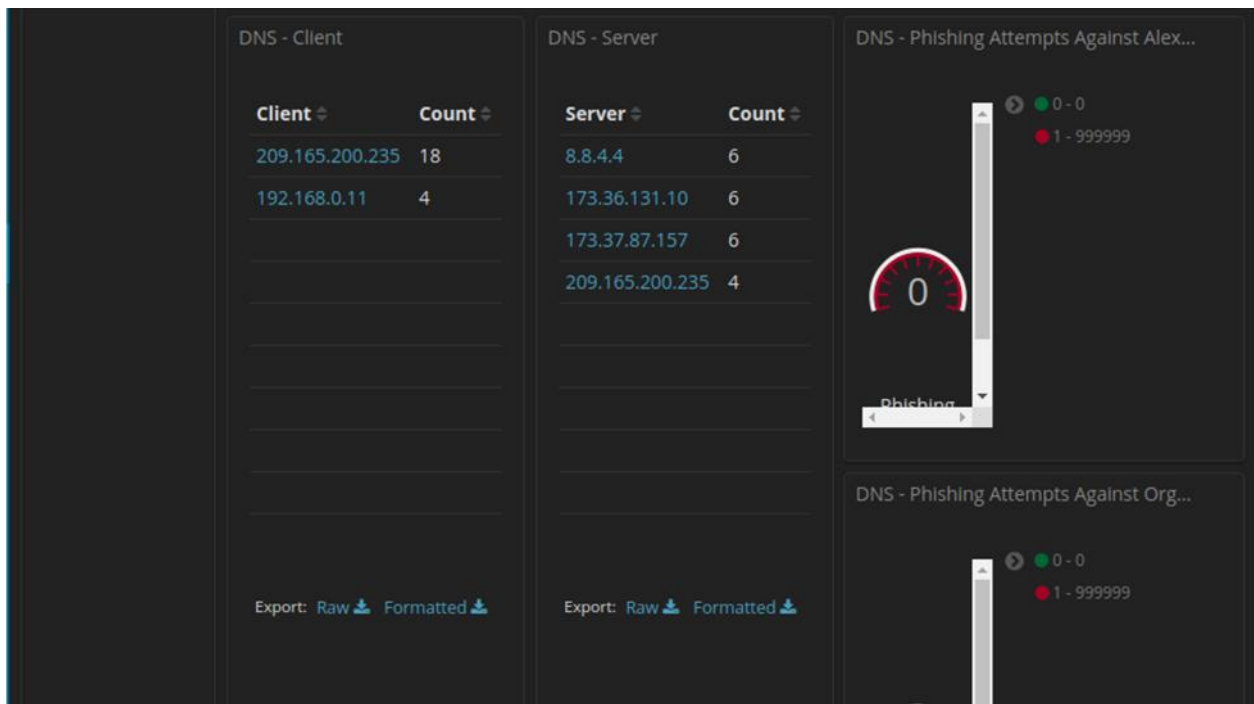 DNS - Client
Client Count
209.165.200.235 18
192.168.0.11 4
Export: Raw Formatted
DNS - Server
Server Count
8.8.4.4 6
173.36.131.10 6
173.37.87.157 6
209.165.200.235 4
Export: Raw Formatted
DNS - Phishing Attempts Against Alex...
0 - 0
1 - 999999
0
Phishing
DNS - Phishing Attempts Against Org...
0 - 0
1 - 999999